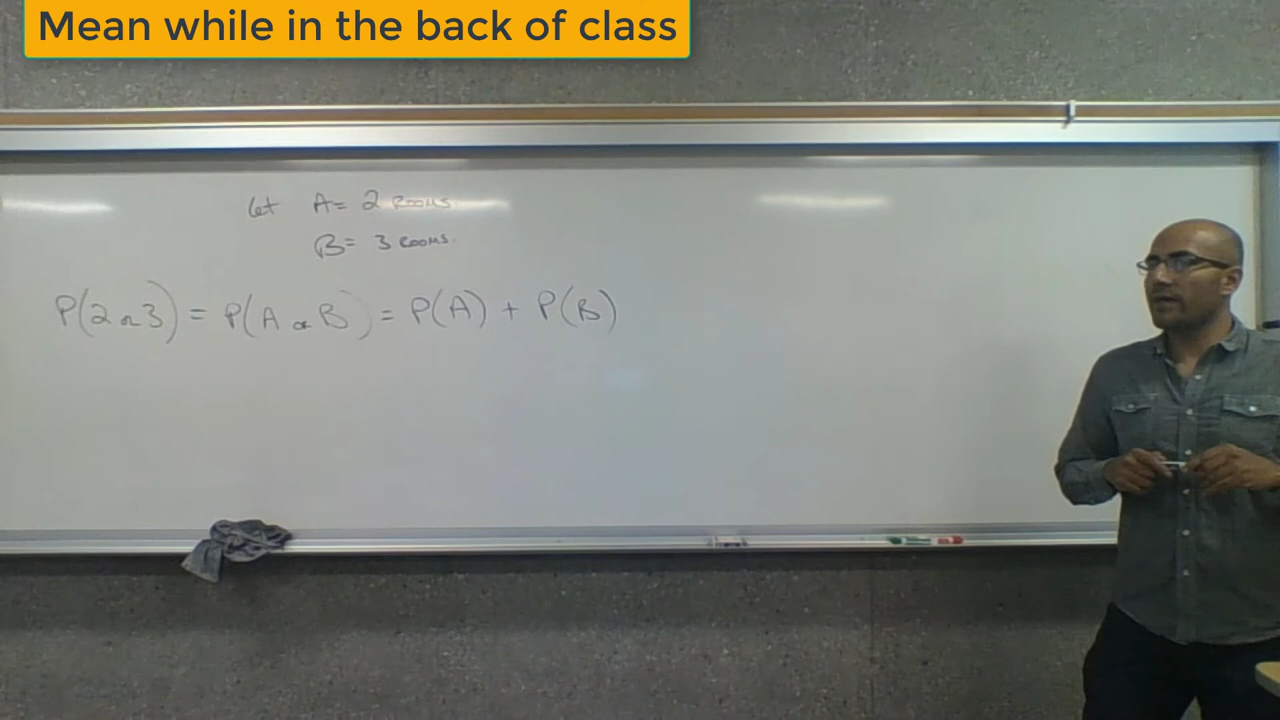 Mean while in the back of class
Let A = 2 ROOMS.
B = 3 ROOMS.
P(2 or 3) = P(A or B) = P(A) + P(B)